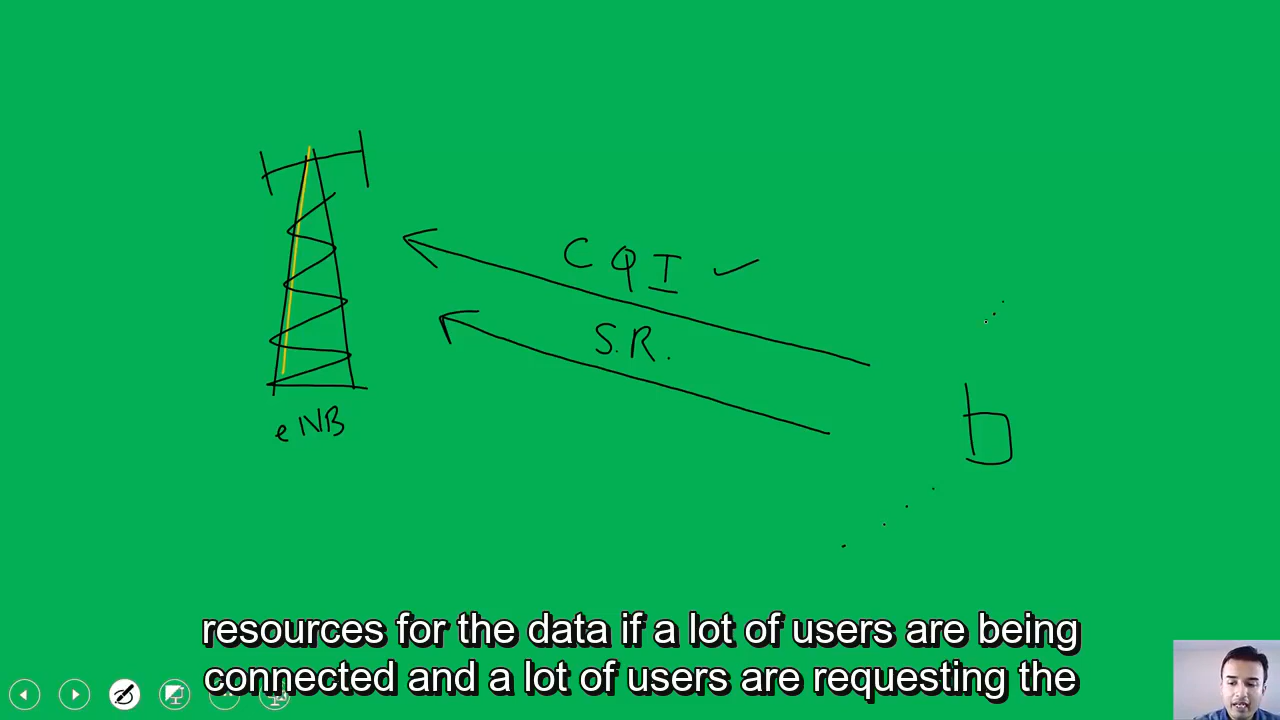 CQI
S.R.
eNB
resources for the data if a lot of users are being
connected and a lot of users are requesting the